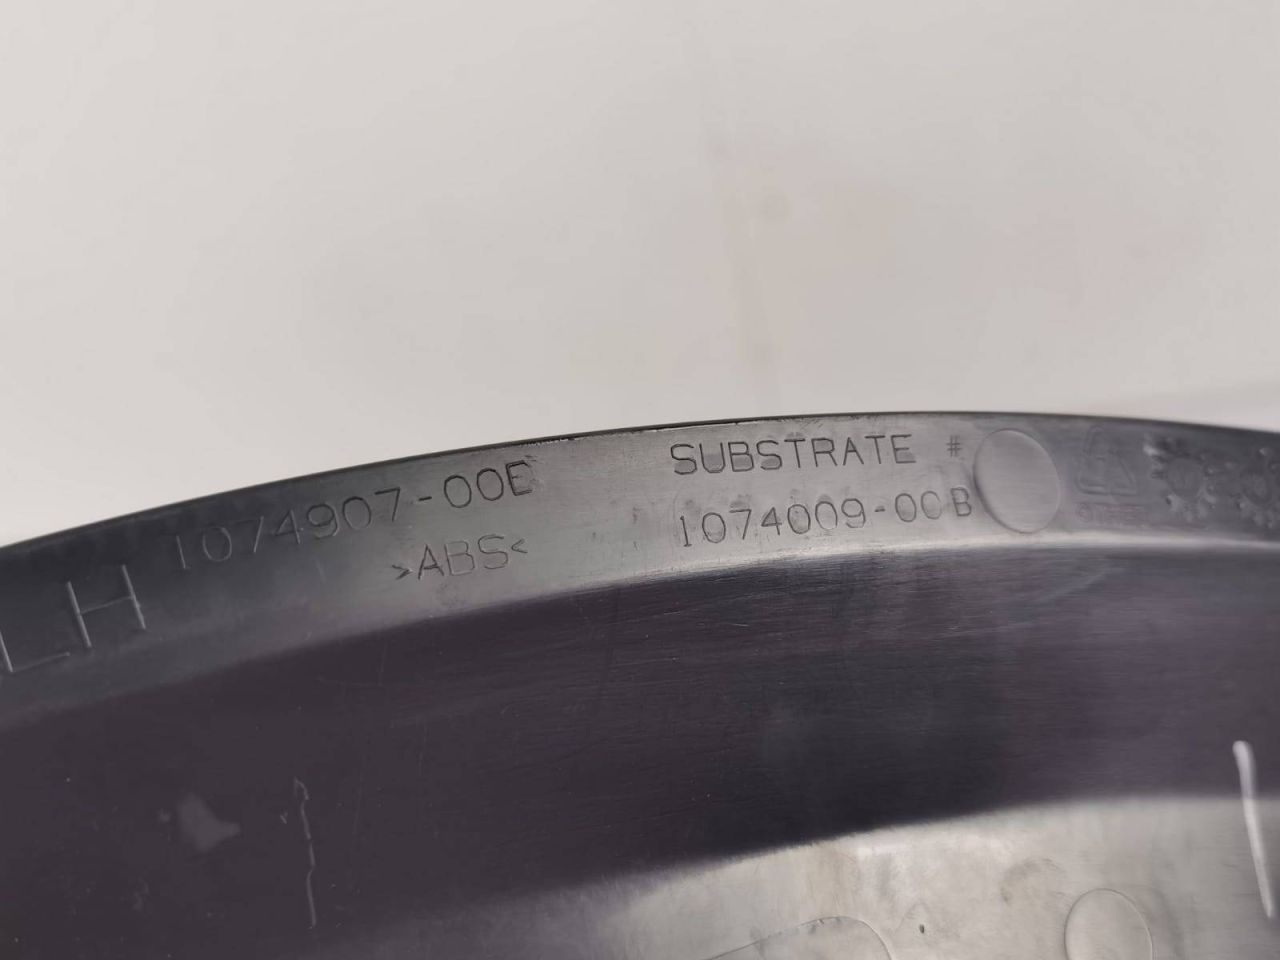 LH 1074907-00E
>ABS<
SUBSTRATE #
1074009-00B